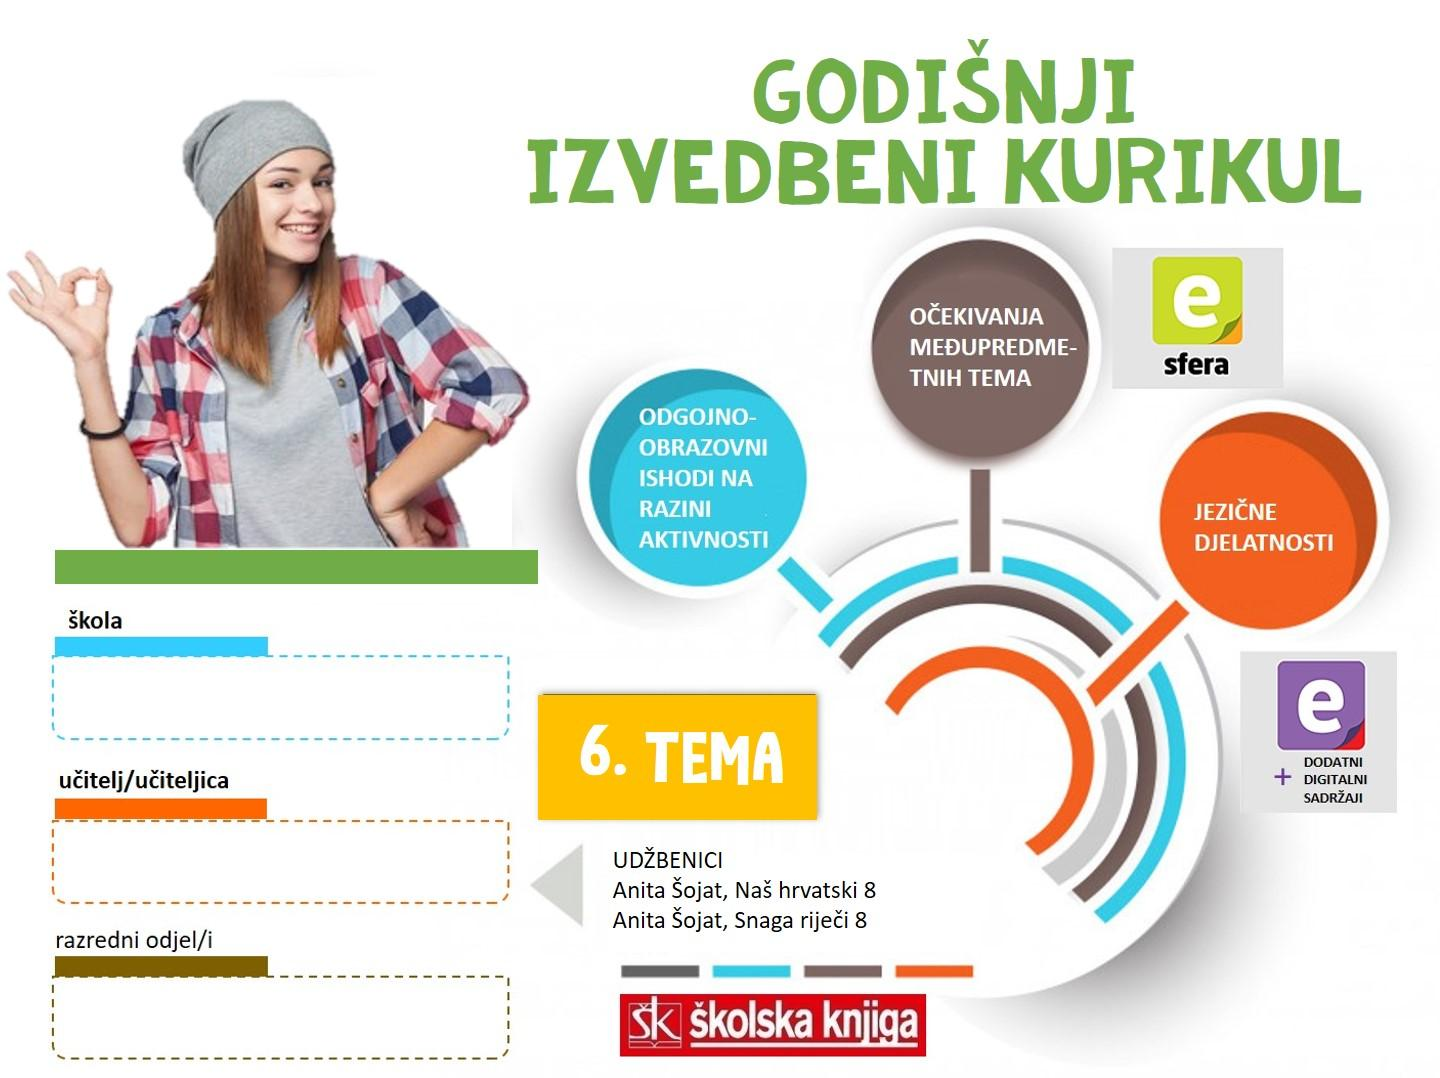 GODIŠNJI
IZVEDBENI KURIKUL
OČEKIVANJA
MEĐUPREDME-
TNIH TEMA
e
sfera
ODGOJNO-
OBRAZOVNI
ISHODI NA
RAZINI
AKTIVNOSTI
JEZIČNE
DJELATNOSTI
škola
učitelj/učiteljica
razredni odjel/i
6. TEMA
e
+ DODATNI
DIGITALNI
SADRŽAJI
UDŽBENICI
Anita Šojat, Naš hrvatski 8
Anita Šojat, Snaga riječi 8
šk školska knjiga